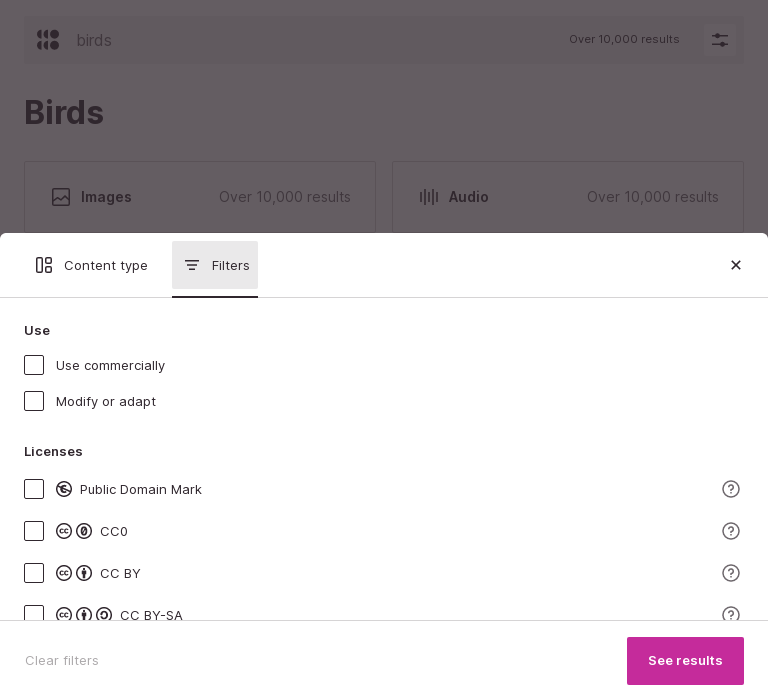 birds
Over 10,000 results
Birds
Images
Over 10,000 results
Audio
Over 10,000 results
Content type
Filters
Use
Use commercially
Modify or adapt
Licenses
Public Domain Mark
CC0
CC BY
CC BY-SA
Clear filters
See results